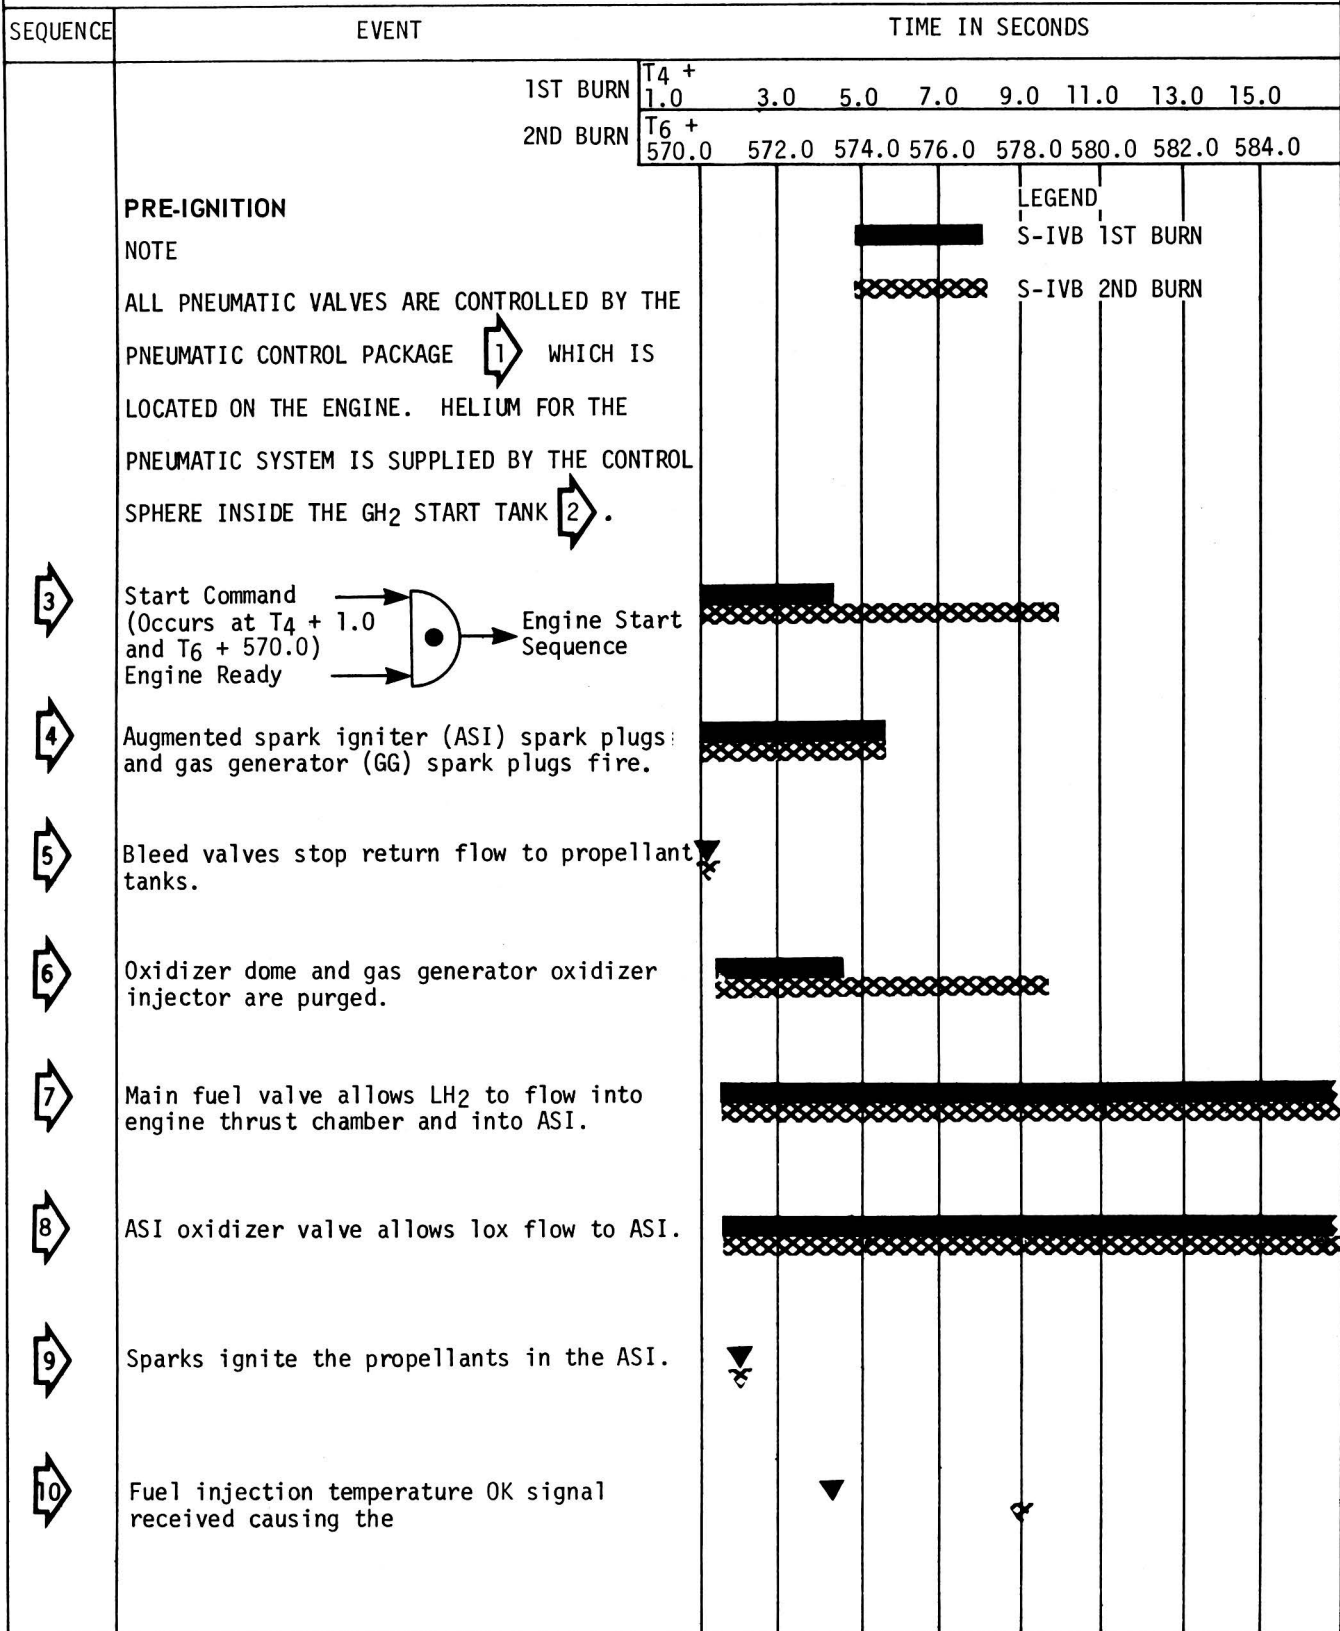 SEQUENCE EVENT TIME IN SECONDS
1ST BURN T4 + 1.0 3.0 5.0 7.0 9.0 11.0 13.0 15.0
2ND BURN T6 + 570.0 572.0 574.0 576.0 578.0 580.0 582.0 584.0
LEGEND
S-IVB 1ST BURN
S-IVB 2ND BURN
PRE-IGNITION
NOTE
ALL PNEUMATIC VALVES ARE CONTROLLED BY THE
PNEUMATIC CONTROL PACKAGE 1 WHICH IS
LOCATED ON THE ENGINE. HELIUM FOR THE
PNEUMATIC SYSTEM IS SUPPLIED BY THE CONTROL
SPHERE INSIDE THE GH2 START TANK 2 .
3
Start Command
(Occurs at T4 + 1.0
and T6 + 570.0)
Engine Ready
Engine Start
Sequence
4
Augmented spark igniter (ASI) spark plugs
and gas generator (GG) spark plugs fire.
5
Bleed valves stop return flow to propellant
tanks.
6
Oxidizer dome and gas generator oxidizer
injector are purged.
7
Main fuel valve allows LH2 to flow into
engine thrust chamber and into ASI.
8
ASI oxidizer valve allows lox flow to ASI.
9
Sparks ignite the propellants in the ASI.
10
Fuel injection temperature OK signal
received causing the